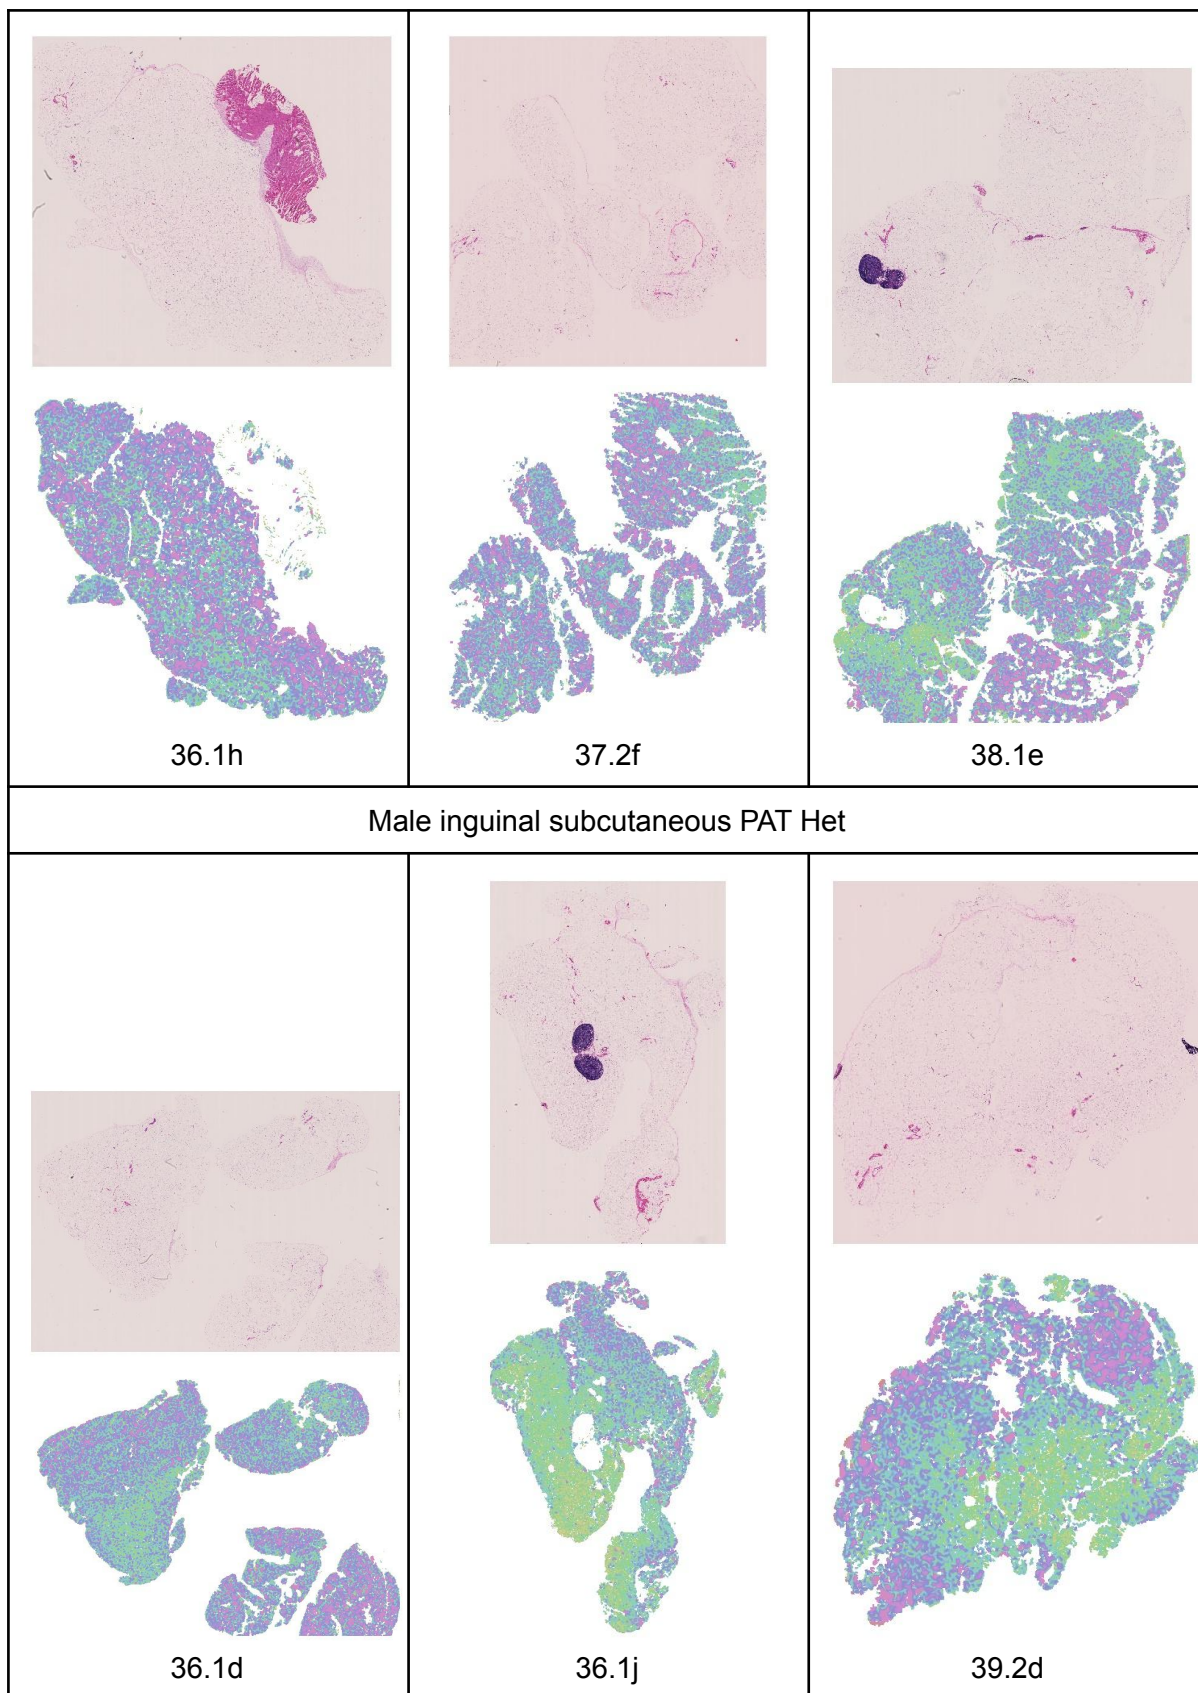 36.1h
37.2f
38.1e
Male inguinal subcutaneous PAT Het
36.1d
36.1j
39.2d